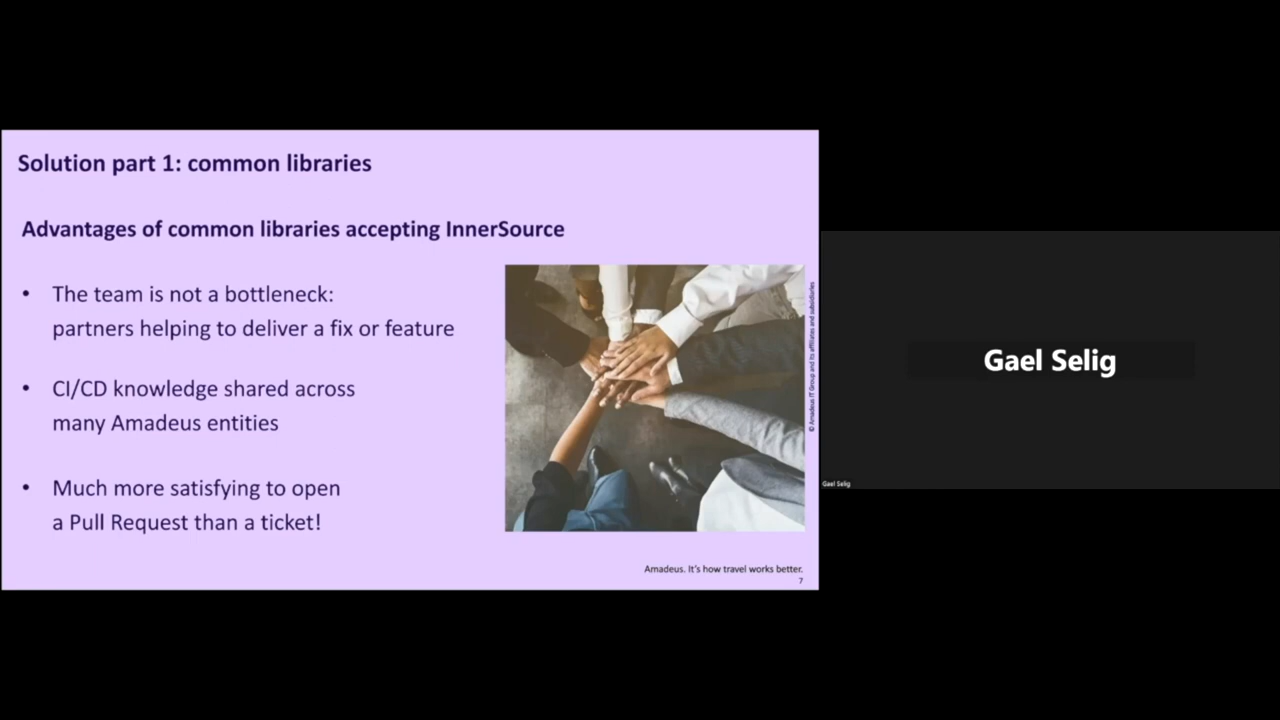 Solution part 1: common libraries
Advantages of common libraries accepting InnerSource
• The team is not a bottleneck:
partners helping to deliver a fix or feature
• CI/CD knowledge shared across
many Amadeus entities
• Much more satisfying to open
a Pull Request than a ticket!
© Amadeus IT Group and its affiliates and subsidiaries
Amadeus. It's how travel works better.
7
Gael Selig
Gael Selig